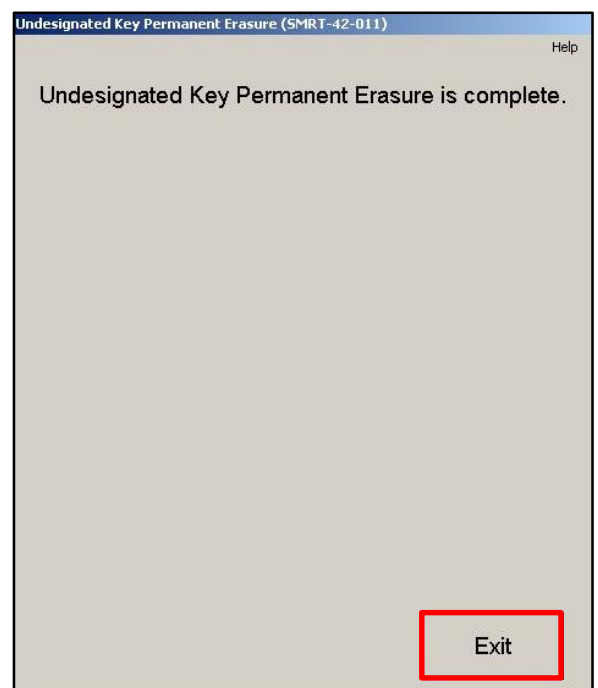 Undesignated Key Permanent Erasure (SMRT-42-011)
Help
Undesignated Key Permanent Erasure is complete.
Exit